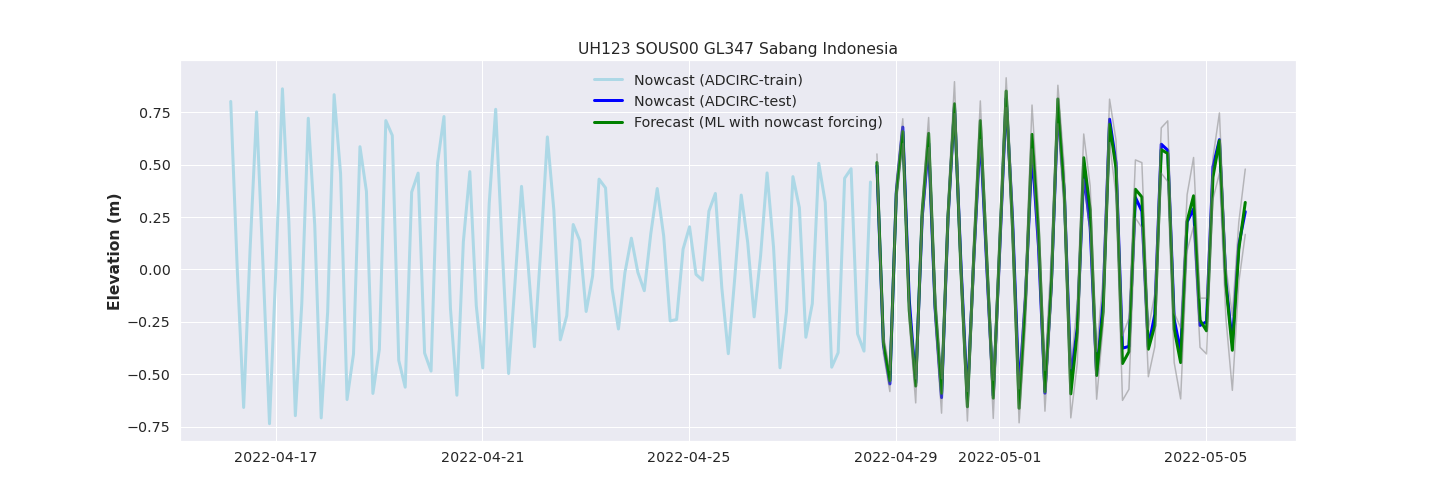 UH123 SOUS00 GL347 Sabang Indonesia
Nowcast (ADCIRC-train)
Nowcast (ADCIRC-test)
Forecast (ML with nowcast forcing)
Elevation (m)
0.75
0.50
0.25
0.00
−0.25
−0.50
−0.75
2022-04-17 2022-04-21 2022-04-25 2022-04-29 2022-05-01 2022-05-05